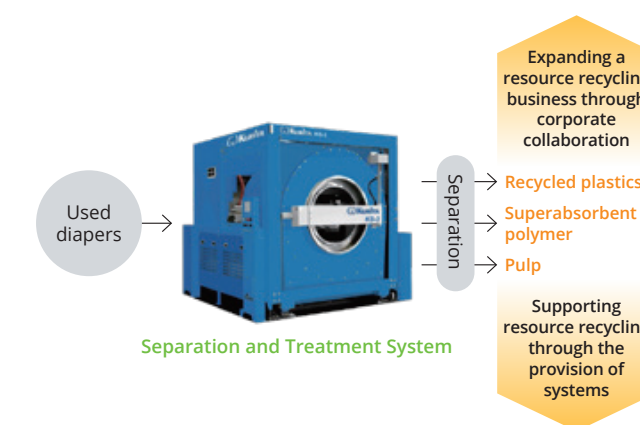 Expanding a
resource recyclin
business through
corporate
collaboration
Used
diapers
Separation
Recycled plastics
Superabsorbent
polymer
Pulp
Separation and Treatment System
Supporting
resource recyclin
through the
provision of
systems